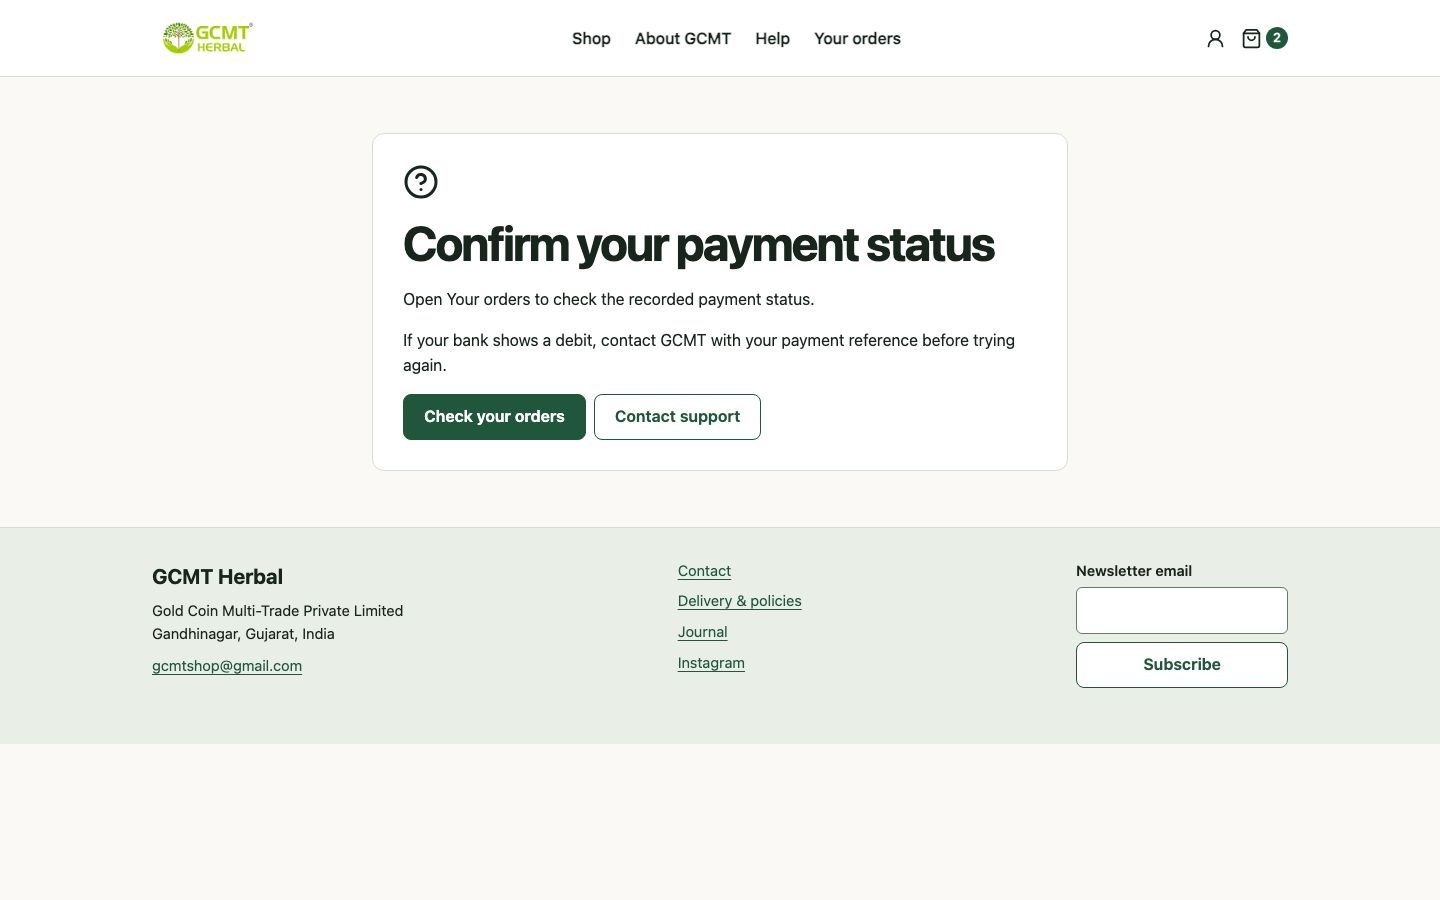 GCMT®
HERBAL
Shop
About GCMT
Help
Your orders
2
Confirm your payment status
Open Your orders to check the recorded payment status.
If your bank shows a debit, contact GCMT with your payment reference before trying
again.
Check your orders
Contact support
GCMT Herbal
Gold Coin Multi-Trade Private Limited
Gandhinagar, Gujarat, India
gcmtshop@gmail.com
Contact
Delivery & policies
Journal
Instagram
Newsletter email
Subscribe